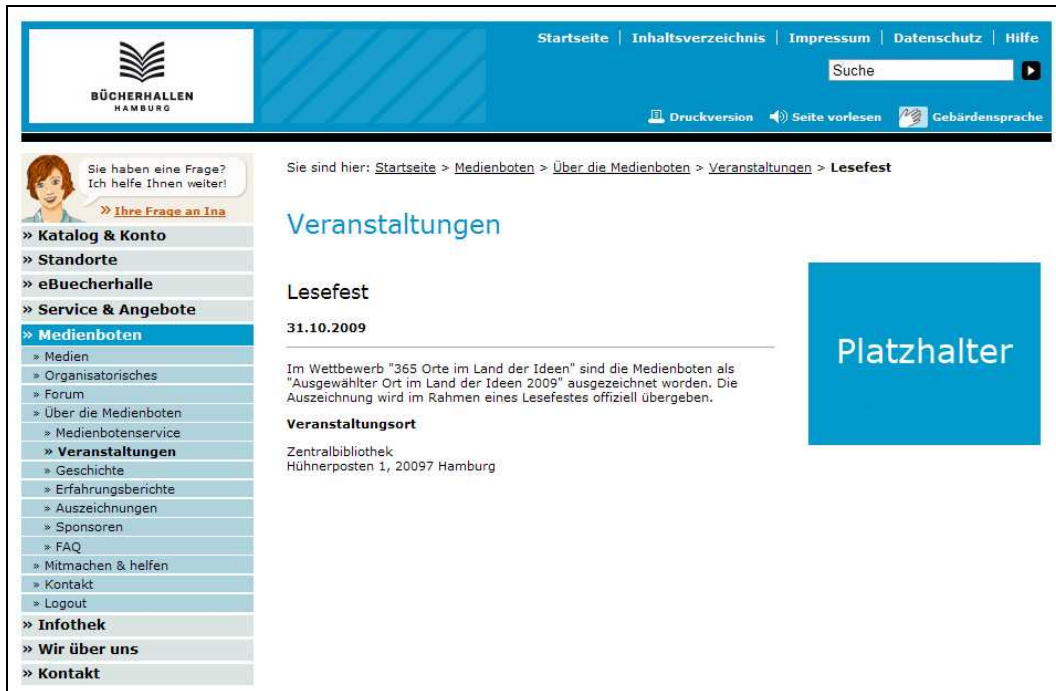 BÜCHERHALLEN
HAMBURG
Startseite | Inhaltsverzeichnis | Impressum | Datenschutz | Hilfe
Suche
Druckversion Seite vorlesen Gebärdensprache
Sie haben eine Frage?
Ich helfe Ihnen weiter!
» Ihre Frage an Ina
» Katalog & Konto
» Standorte
» eBuecherhalle
» Service & Angebote
» Medienboten
» Medien
» Organisatorisches
» Forum
» Über die Medienboten
» Medienbotenservice
» Veranstaltungen
» Geschichte
» Erfahrungsberichte
» Auszeichnungen
» Sponsoren
» FAQ
» Mitmachen & helfen
» Kontakt
» Logout
» Infothek
» Wir über uns
» Kontakt
Sie sind hier: Startseite > Medienboten > Über die Medienboten > Veranstaltungen > Lesefest
Veranstaltungen
Lesefest
31.10.2009
Im Wettbewerb "365 Orte im Land der Ideen" sind die Medienboten als
"Ausgewählter Ort im Land der Ideen 2009" ausgezeichnet worden. Die
Auszeichnung wird im Rahmen eines Lesefestes offiziell übergeben.
Veranstaltungsort
Zentralbibliothek
Hühnerposten 1, 20097 Hamburg
Platzhalter